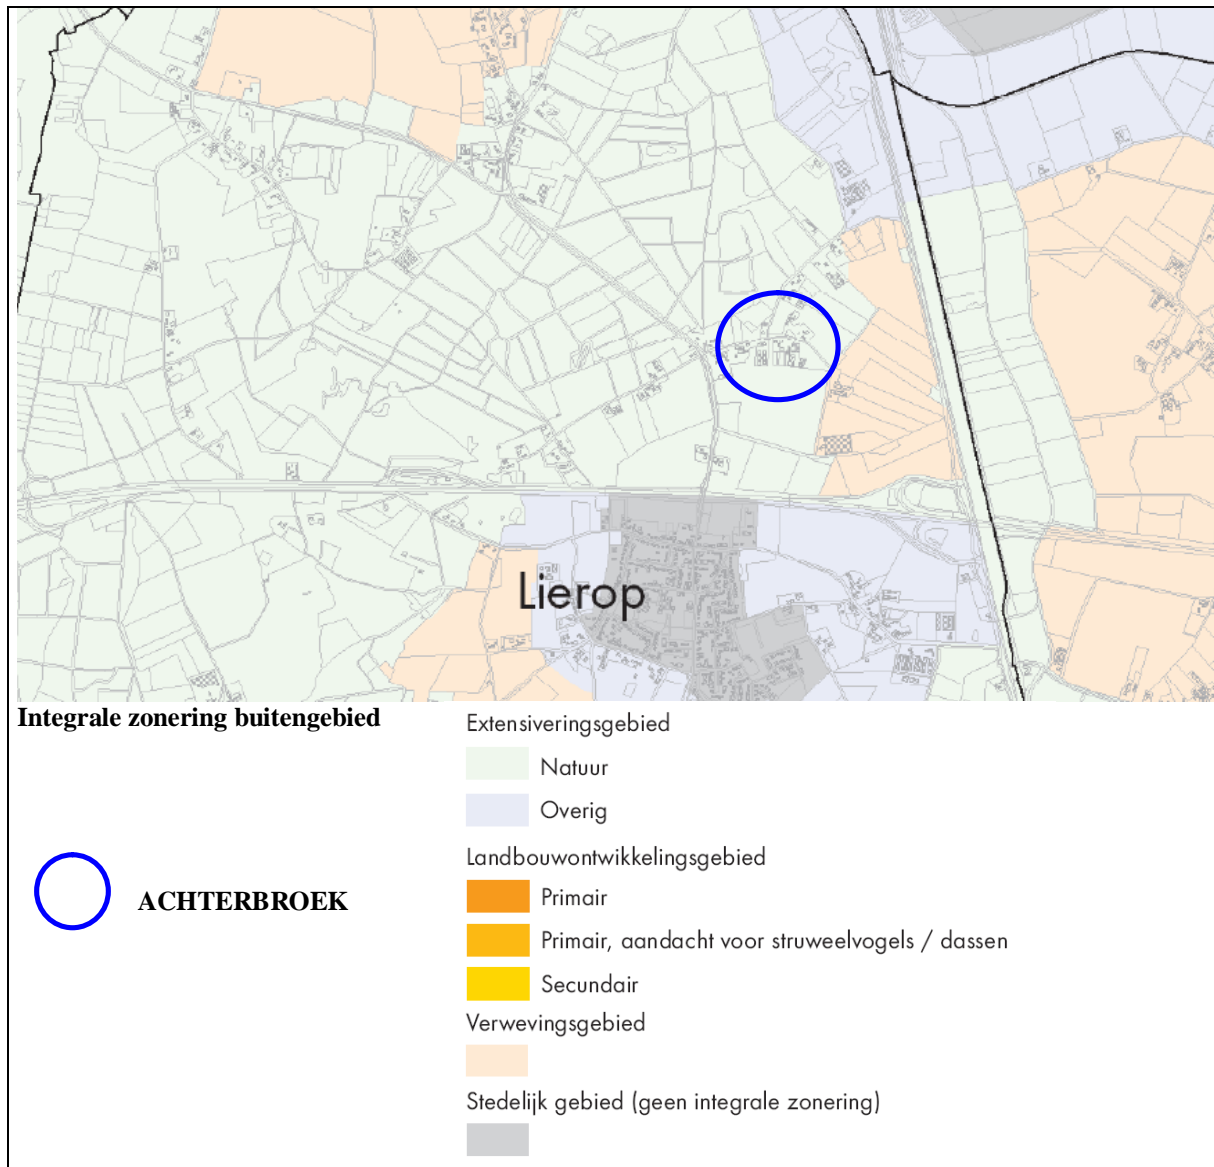 Lierop
Integrale zonering buitengebied
ACHTERBROEK
Extensiveringsgebied
Natuur
Overig
Landbouwontwikkelingsgebied
Primair
Primair, aandacht voor struweelvogels / dassen
Secundair
Verwevingsgebied
Stedelijk gebied (geen integrale zonering)